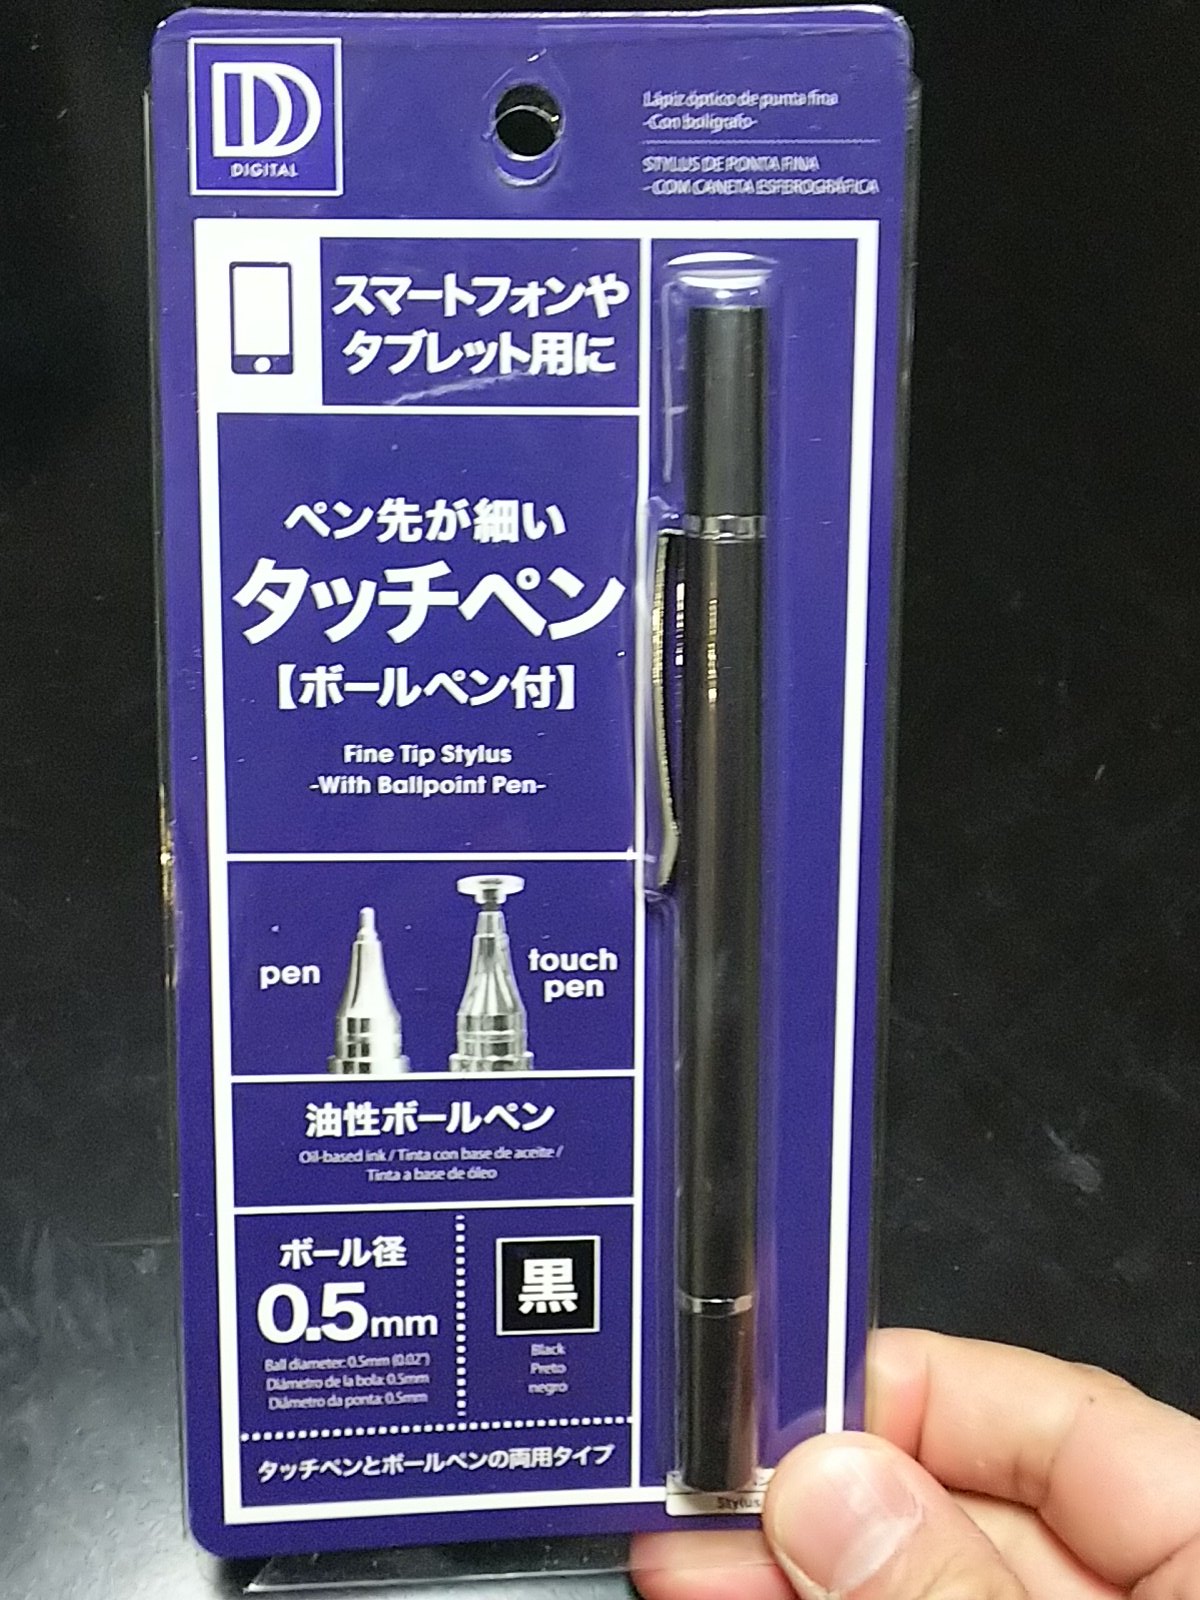 DIGITAL
Lápiz óptico de punta fina
-Con bolígrafo-
STYLUS DE PONTA FINA
-COM CANETA ESFEROGRÁFICA
スマートフォンや
タブレット用に
ペン先が細い
タッチペン
【ボールペン付】
Fine Tip Stylus
-With Ballpoint Pen-
pen
touch
pen
油性ボールペン
Oil-based ink / Tinta con base de aceite /
Tinta a base de óleo
ボール径
0.5mm
Ball diameter: 0.5mm (0.02")
Diámetro de la bola: 0.5mm
Diâmetro da ponta: 0.5mm
黒
Black
Preto
negro
タッチペンとボールペンの両用タイプ
Stylus